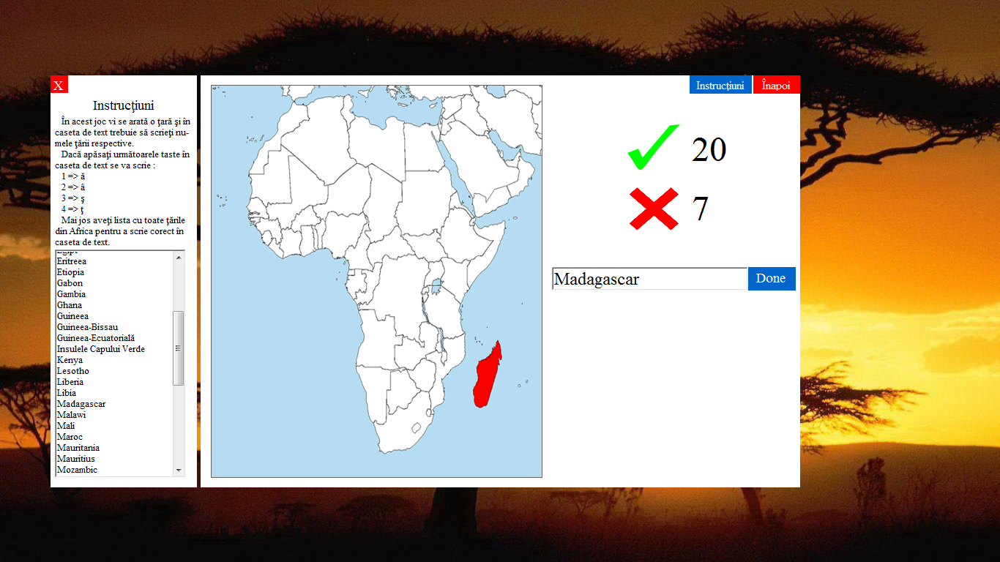 X
Instrucţiuni
În acest joc vi se arată o ţară şi în
caseta de text trebuie să scrieţi nu-
mele ţării respective.
Dacă apăsaţi următoarele taste în
caseta de text se va scrie :
1 => ă
2 => â
3 => ş
4 => ţ
Mai jos aveţi lista cu toate ţările
din Africa pentru a scrie corect în
caseta de text.
Egipt
Eritreea
Etiopia
Gabon
Gambia
Ghana
Guineea
Guineea-Bissau
Guineea-Ecuatorială
Insulele Capului Verde
Kenya
Lesotho
Liberia
Libia
Madagascar
Malawi
Mali
Maroc
Mauritania
Mauritius
Mozambic
Instrucţiuni
Înapoi
20
7
Madagascar
Done